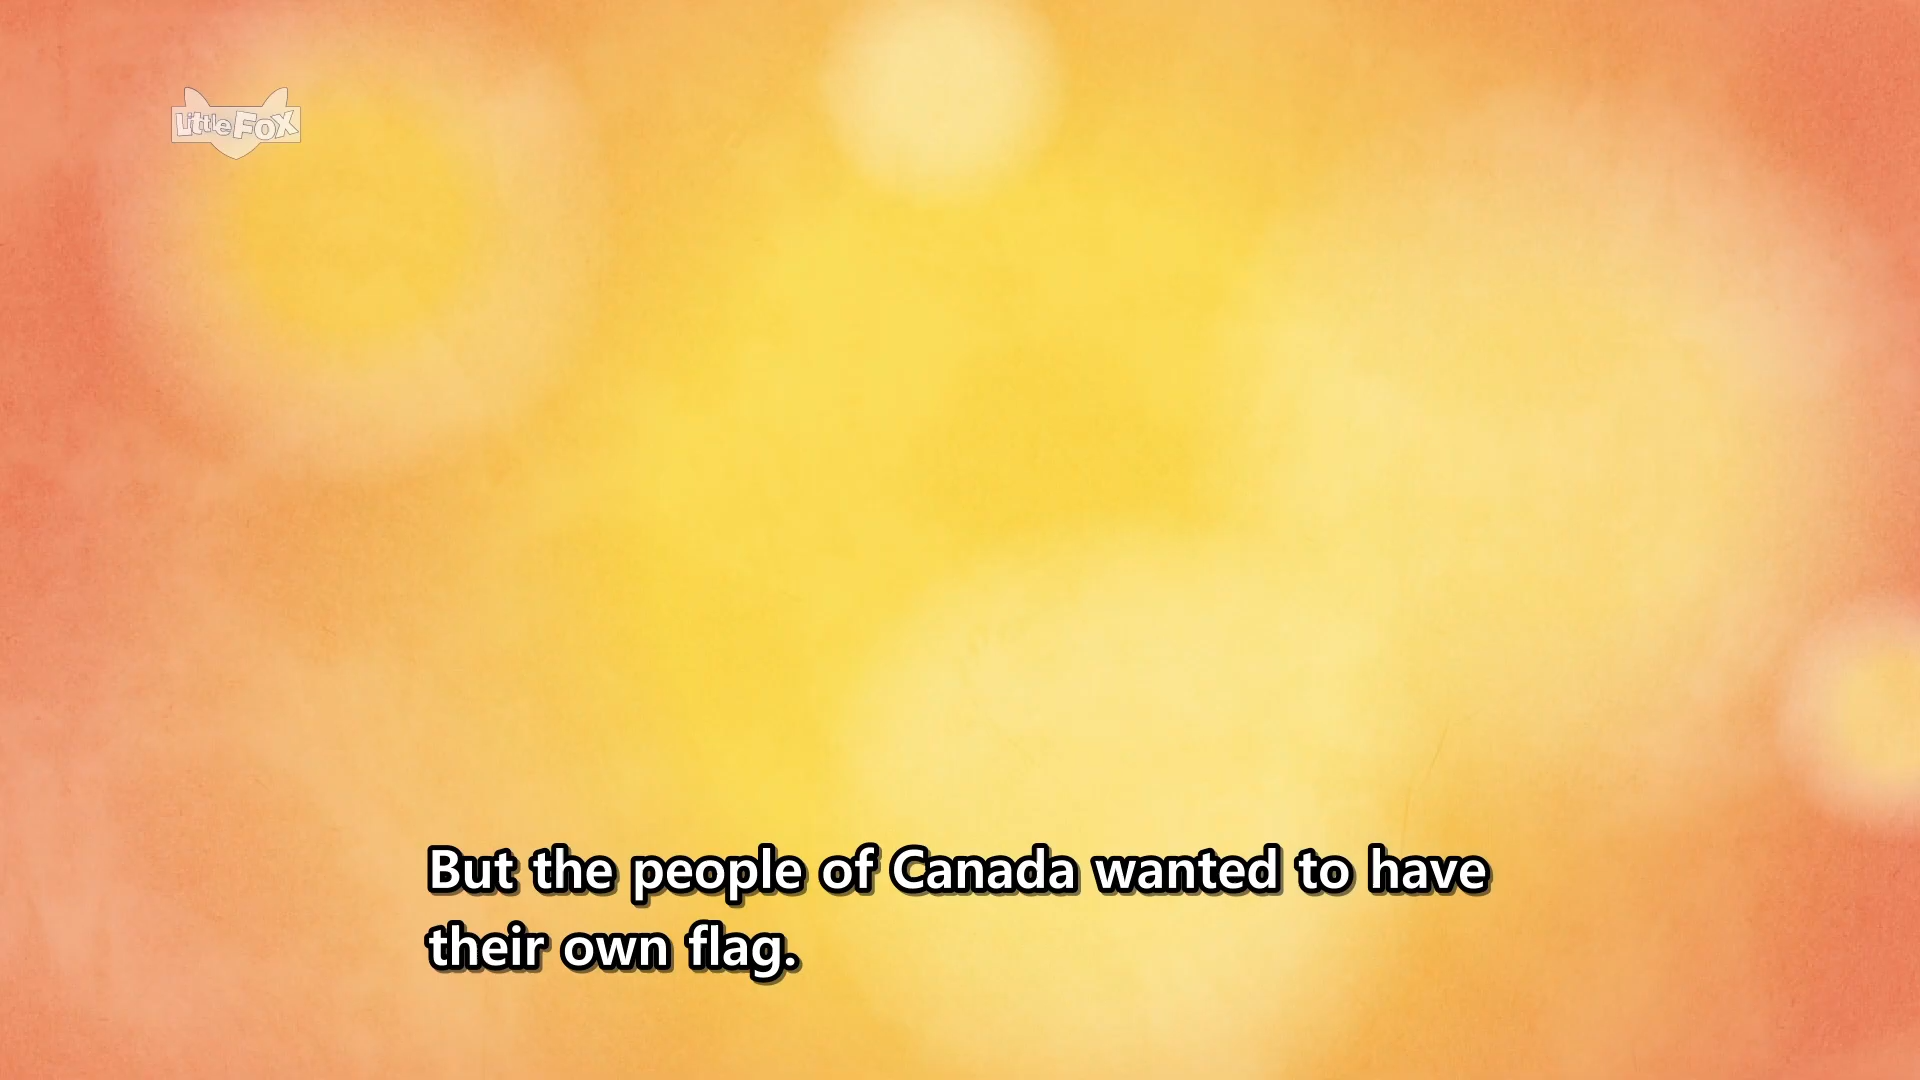 Little Fox
But the people of Canada wanted to have
their own flag.